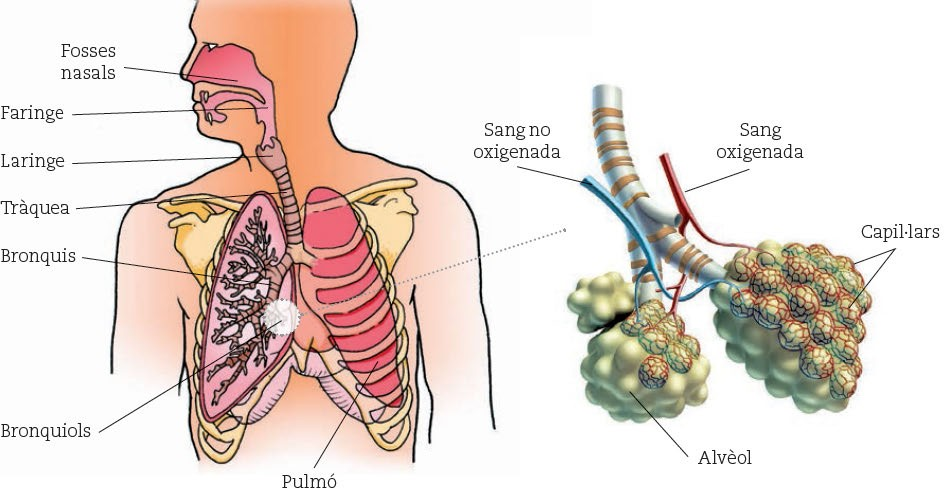 Fosses
nasals
Faringe
Laringe
Tràquea
Bronquis
Bronquiols
Pulmó
Sang no
oxigenada
Sang
oxigenada
Capil·lars
Alvèol